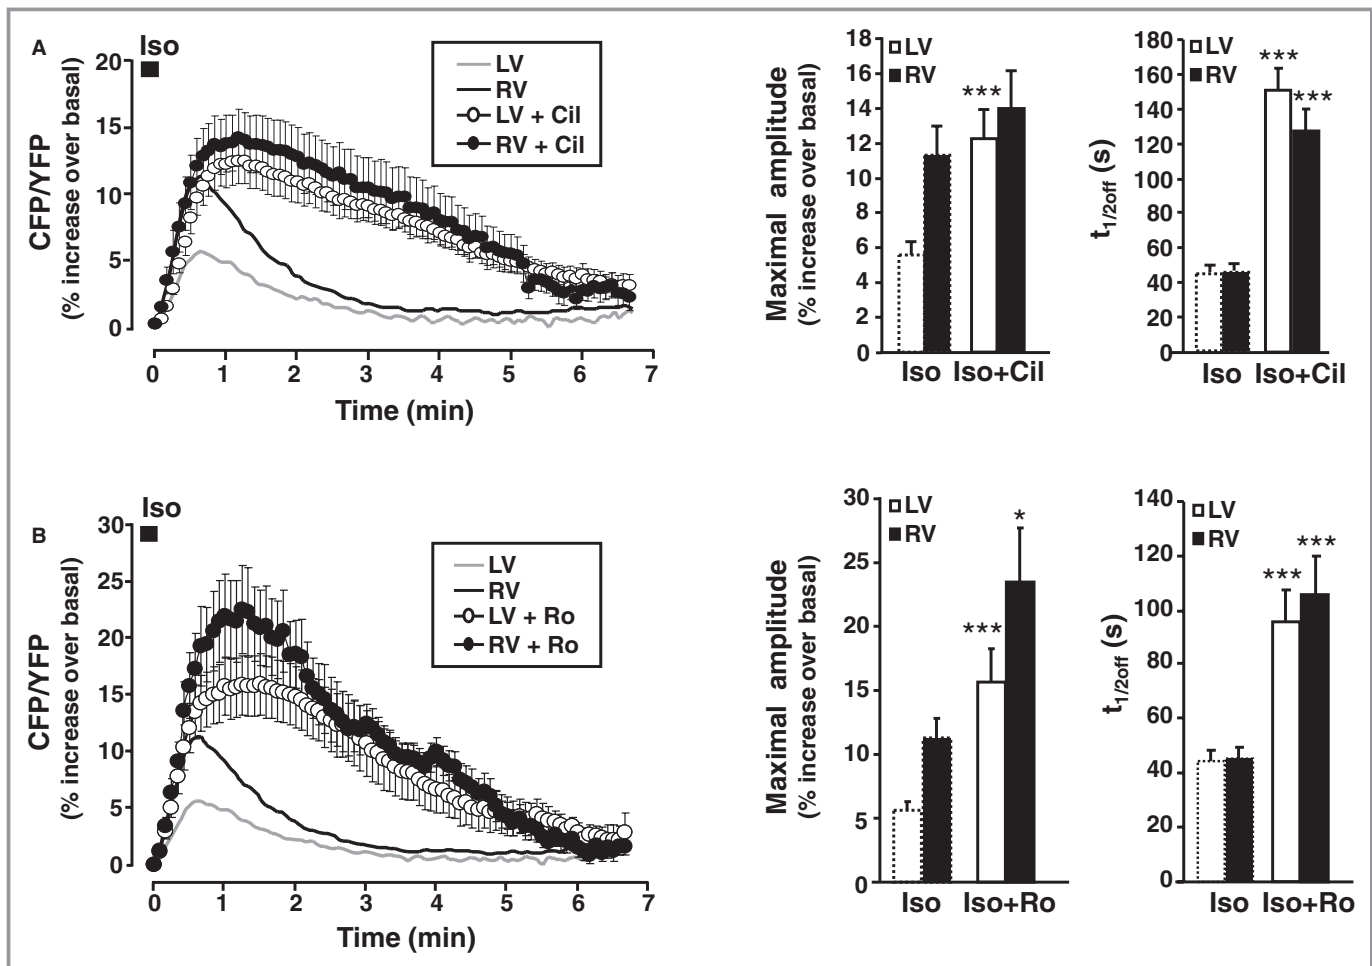 A
Iso
CFP/YFP
(% increase over basal)
20
15
10
5
0
LV
RV
LV + Cil
RV + Cil
0 1 2 3 4 5 6 7
Time (min)
Maximal amplitude
(% increase over basal)
18
16
14
12
10
8
6
4
2
0
LV
RV
***
Iso Iso+Cil
t1/2off (s)
180
160
140
120
100
80
60
40
20
0
LV
RV
***
***
Iso Iso+Cil
B
Iso
CFP/YFP
(% increase over basal)
30
25
20
15
10
5
0
LV
RV
LV + Ro
RV + Ro
0 1 2 3 4 5 6 7
Time (min)
Maximal amplitude
(% increase over basal)
30
25
20
15
10
5
0
LV
RV
***
*
Iso Iso+Ro
t1/2off (s)
140
120
100
80
60
40
20
0
LV
RV
***
***
Iso Iso+Ro